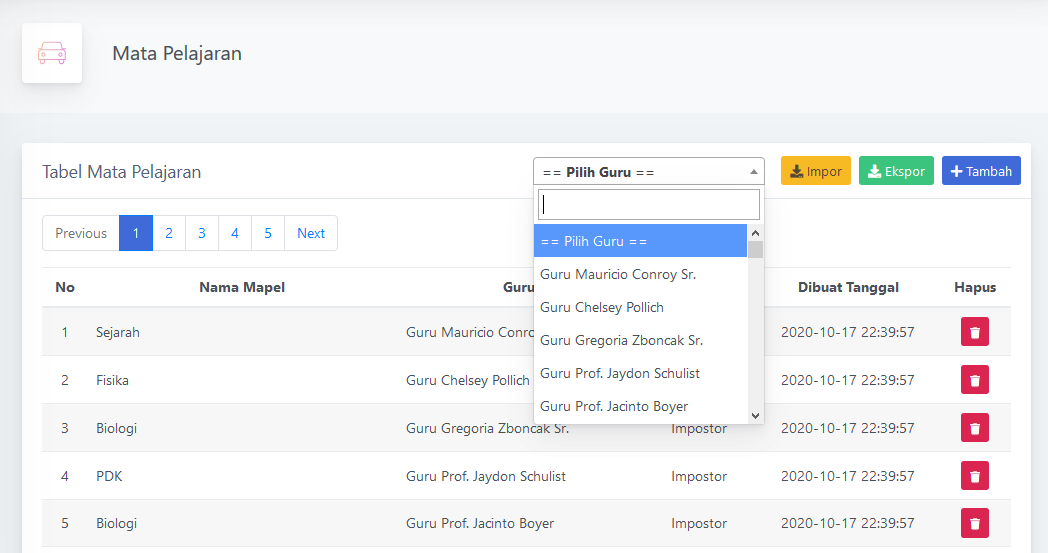 Mata Pelajaran
Tabel Mata Pelajaran
== Pilih Guru ==
Impor
Ekspor
Tambah
Previous 1 2 3 4 5 Next
== Pilih Guru ==
Guru Mauricio Conroy Sr.
Guru Chelsey Pollich
Guru Gregoria Zboncak Sr.
Guru Prof. Jaydon Schulist
Guru Prof. Jacinto Boyer
No Nama Mapel Guru Dibuat Tanggal Hapus
1 Sejarah Guru Mauricio Conro 2020-10-17 22:39:57
2 Fisika Guru Chelsey Pollich 2020-10-17 22:39:57
3 Biologi Guru Gregoria Zboncak Sr. Impostor 2020-10-17 22:39:57
4 PDK Guru Prof. Jaydon Schulist Impostor 2020-10-17 22:39:57
5 Biologi Guru Prof. Jacinto Boyer Impostor 2020-10-17 22:39:57